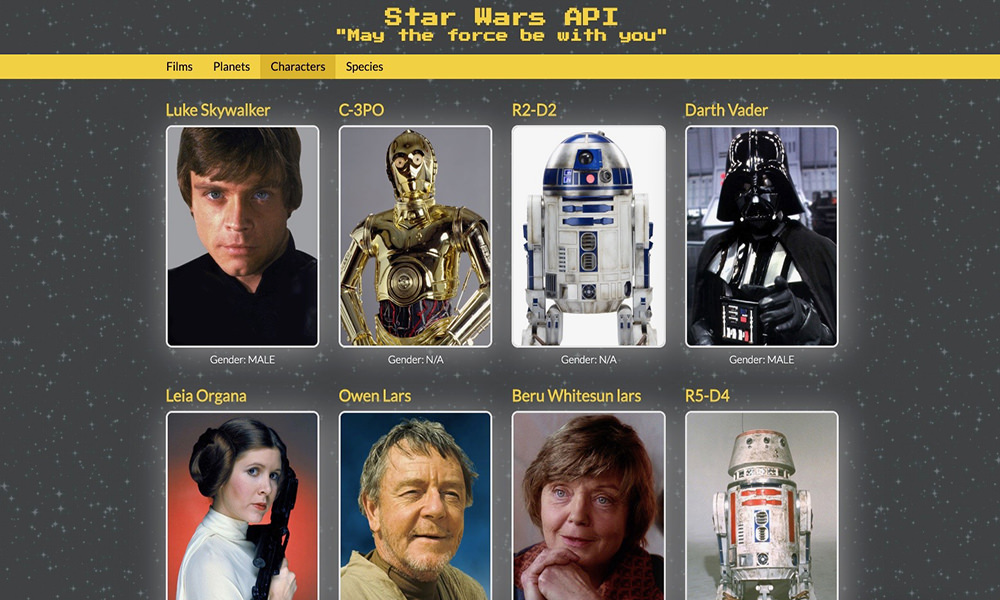 Star Wars API
"May the force be with you"
Films Planets Characters Species
Luke Skywalker C-3PO R2-D2 Darth Vader
Gender: MALE Gender: N/A Gender: N/A Gender: MALE
Leia Organa Owen Lars Beru Whitesun lars R5-D4